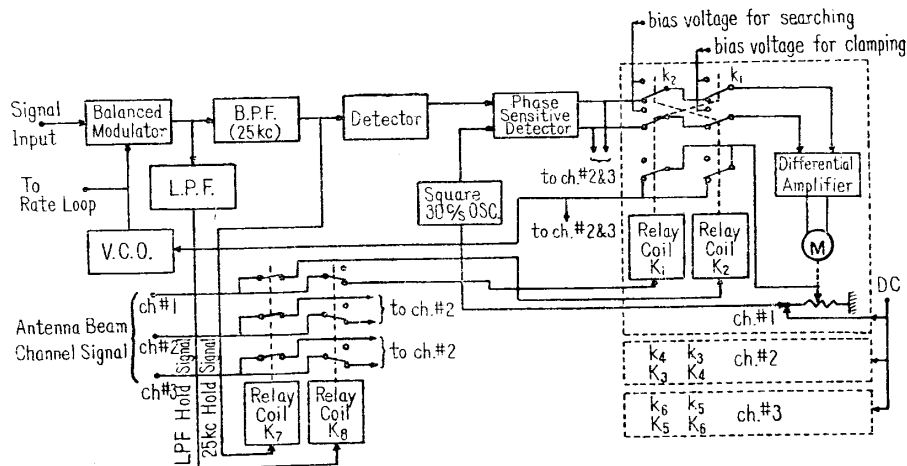 bias voltage for searching
bias voltage for clamping
k₂
k₁
Signal
Input
Balanced
Modulator
B.P.F.
(25kc)
Detector
Phase
Sensitive
Detector
to ch.#2&3
Differential
Amplifier
To
Rate Loop
L.P.F.
Square
30c/s OSC.
to ch.#2&3
V.C.O.
Relay
Coil
K₁
Relay
Coil
K₂
M
DC
ch.#1
Antenna Beam
Channel Signal
ch#1
ch#2
ch#3
to ch.#2
to ch.#2
LPF Hold Signal
25kc Hold Signal
Relay
Coil
K₇
Relay
Coil
K₈
k₄ k₃
K₃ K₄
ch.#2
k₆ k₅
K₅ K₆
ch.#3